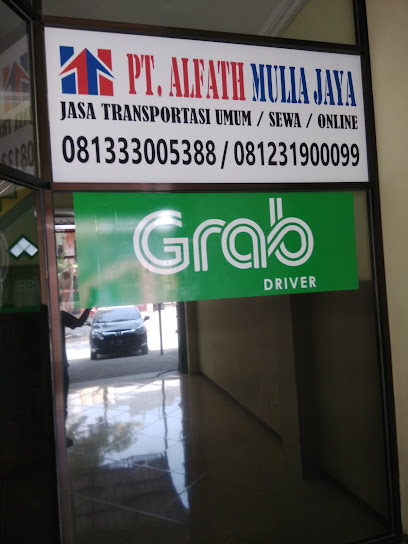 PT. ALFATH MULIA JAYA
JASA TRANSPORTASI UMUM / SEWA / ONLINE
081333005388 / 081231900099
Grab
DRIVER